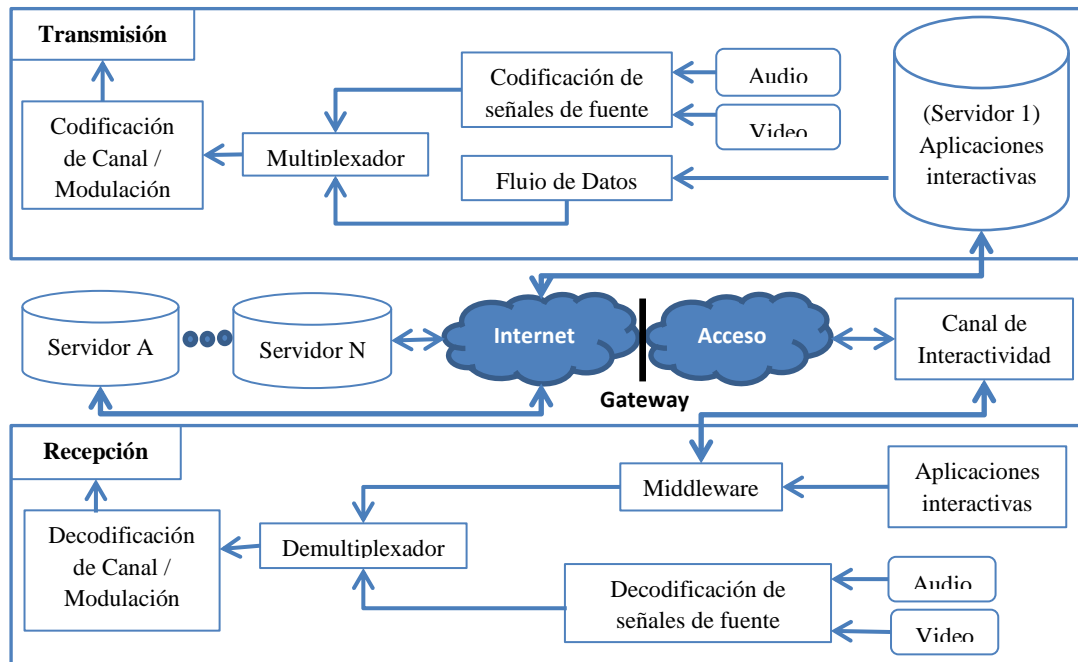 Transmisión
Codificación
de Canal /
Modulación
Multiplexador
Codificación de
señales de fuente
Flujo de Datos
Audio
Video
(Servidor 1)
Aplicaciones
interactivas
Servidor A
Servidor N
Internet
Acceso
Gateway
Canal de
Interactividad
Recepción
Decodificación
de Canal /
Modulación
Demultiplexador
Middleware
Aplicaciones
interactivas
Decodificación de
señales de fuente
Audio
Video